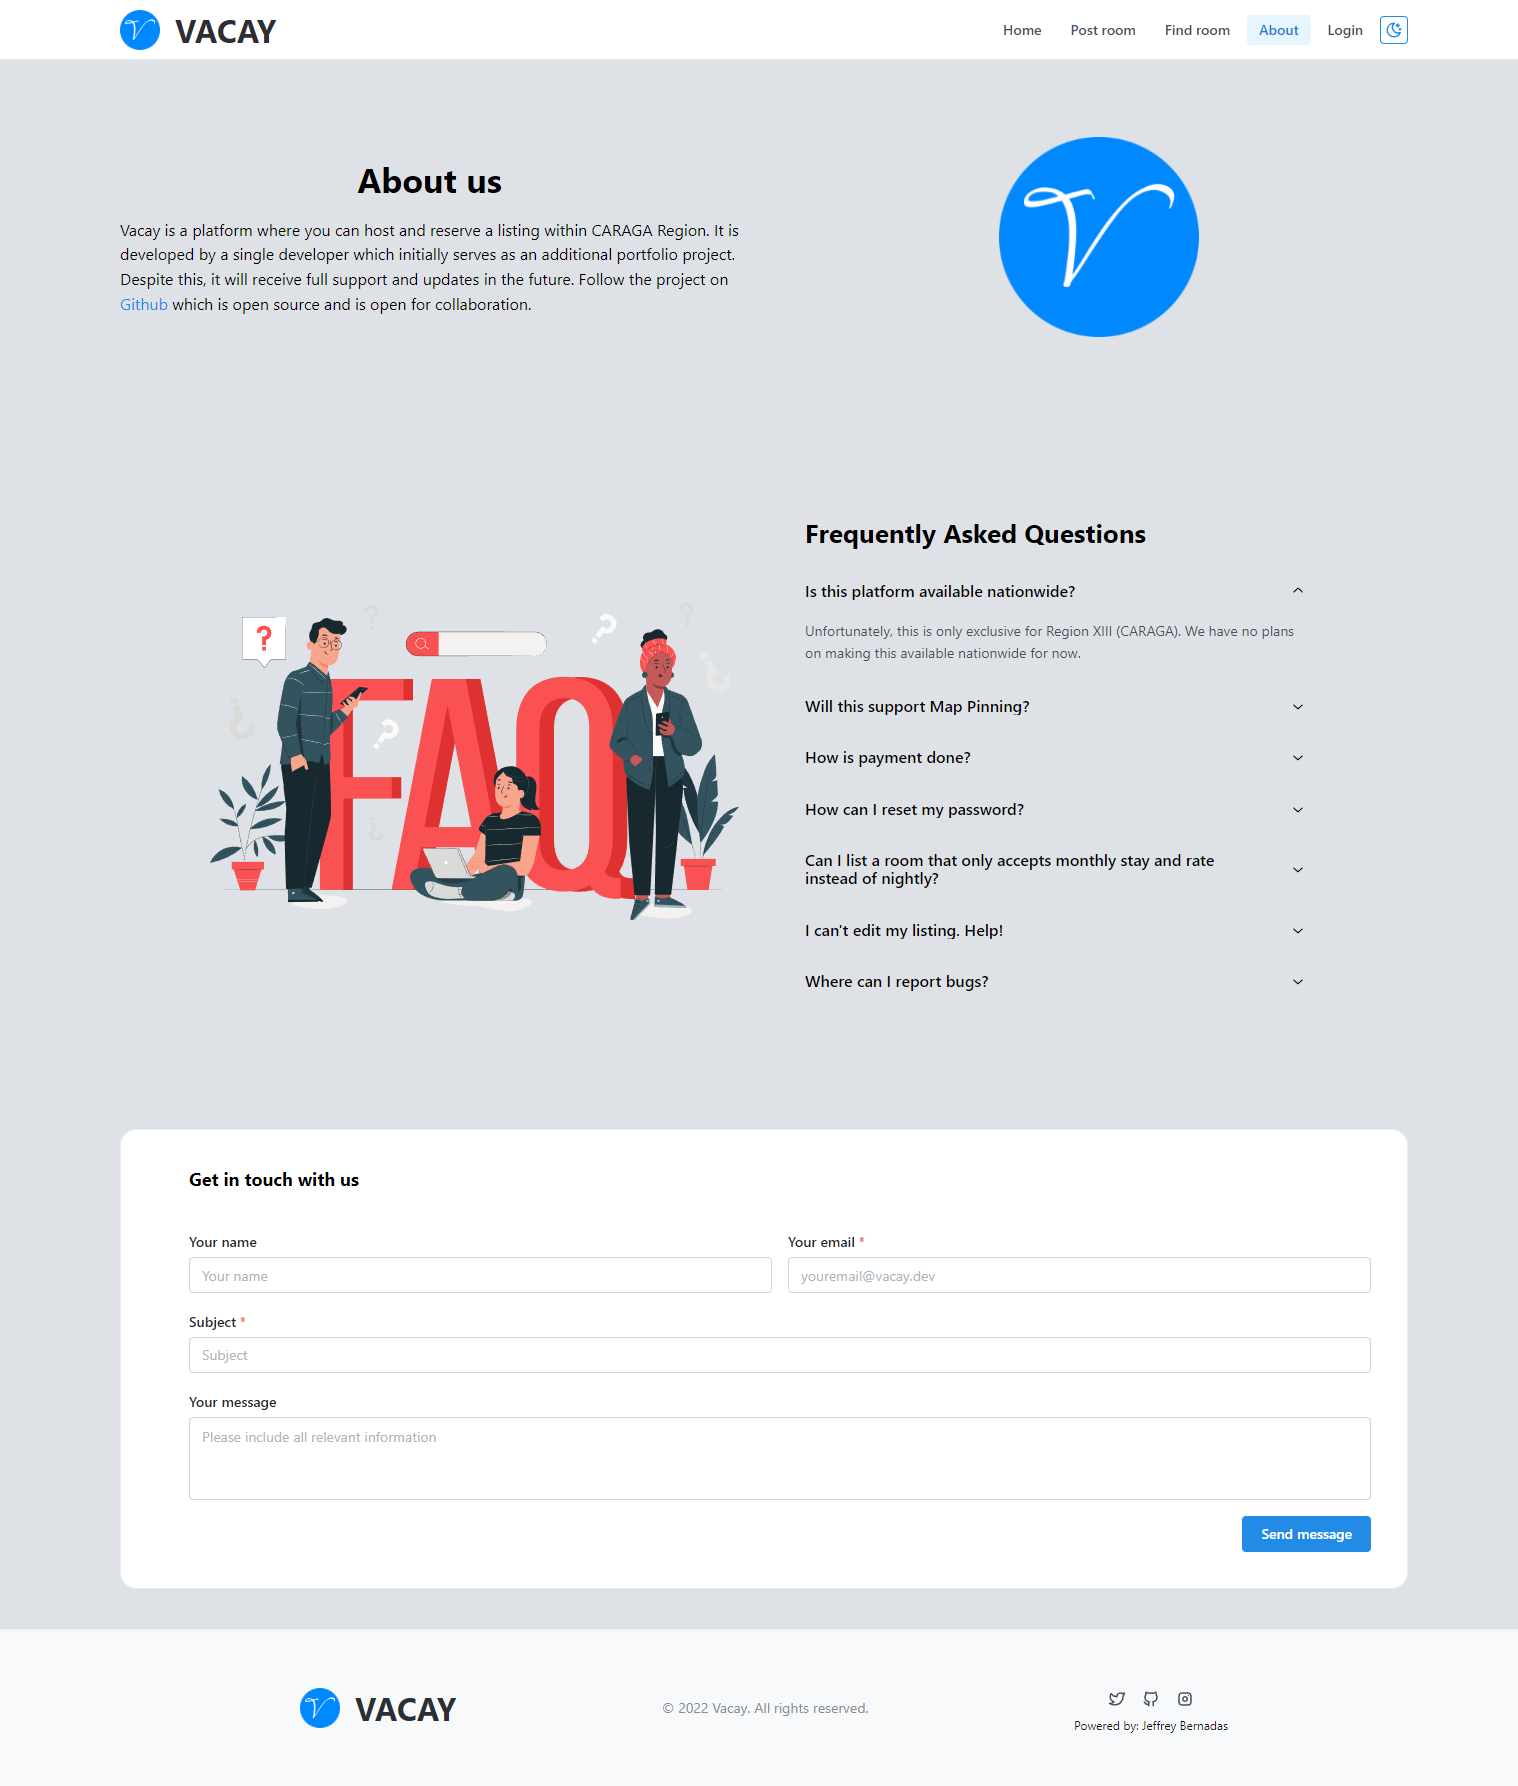 VACAY
Home
Post room
Find room
About
Login
About us
Vacay is a platform where you can host and reserve a listing within CARAGA Region. It is
developed by a single developer which initially serves as an additional portfolio project.
Despite this, it will receive full support and updates in the future. Follow the project on
Github which is open source and is open for collaboration.
V
?
FAQ
Frequently Asked Questions
Is this platform available nationwide?
Unfortunately, this is only exclusive for Region XIII (CARAGA). We have no plans
on making this available nationwide for now.
Will this support Map Pinning?
How is payment done?
How can I reset my password?
Can I list a room that only accepts monthly stay and rate
instead of nightly?
I can't edit my listing. Help!
Where can I report bugs?
Get in touch with us
Your name
Your name
Your email *
youremail@vacay.dev
Subject *
Subject
Your message
Please include all relevant information
Send message
VACAY
© 2022 Vacay. All rights reserved.
Powered by: Jeffrey Bernadas